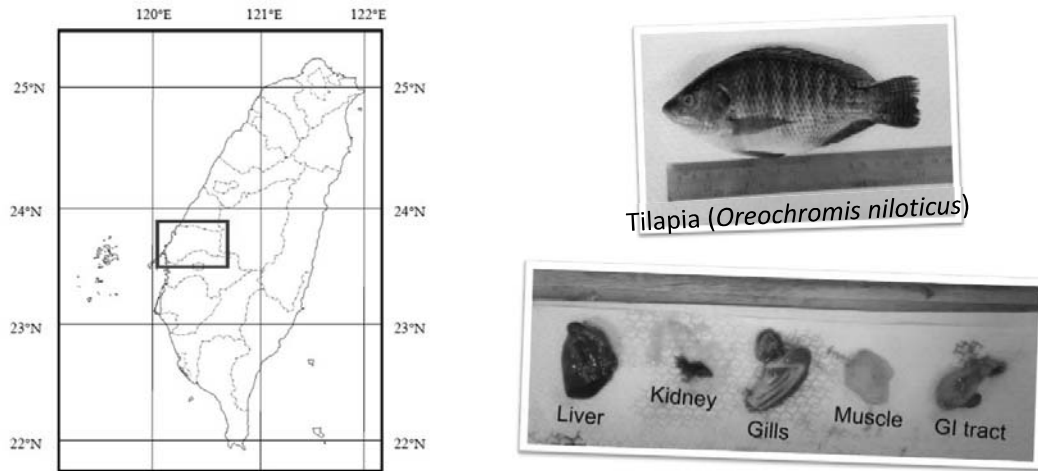 120°E 121°E 122°E
25°N 25°N
24°N 24°N
23°N 23°N
22°N 22°N
Tilapia (Oreochromis niloticus)
Liver
Kidney
Gills
Muscle
GI tract